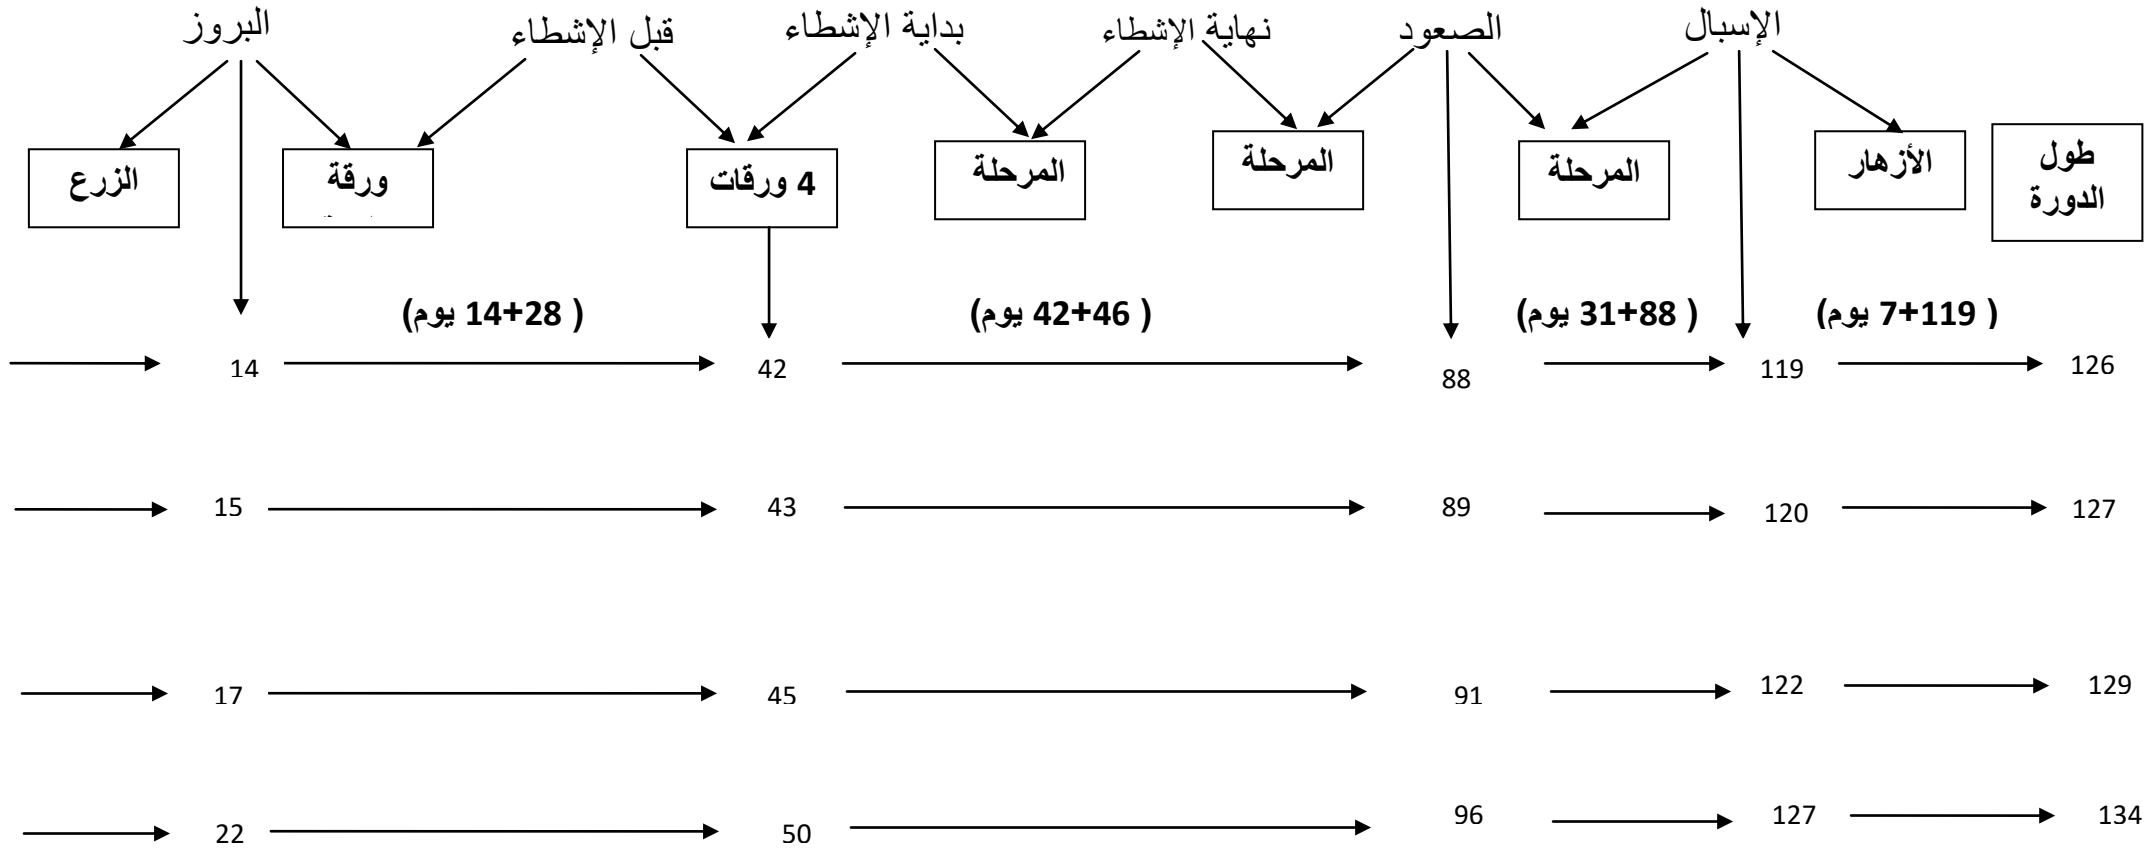 البروز
قبل الإشطاء
بداية الإشطاء
نهاية الإشطاء
الصعود
الإسبال
الزرع
ورقة
4 ورقات
المرحلة
المرحلة
المرحلة
الأزهار
طول
الدورة
(14+28 يوم)
(42+46 يوم)
(31+88 يوم)
(7+119 يوم)
14 42 88 119 126
15 43 89 120 127
17 45 91 122 129
22 50 96 127 134